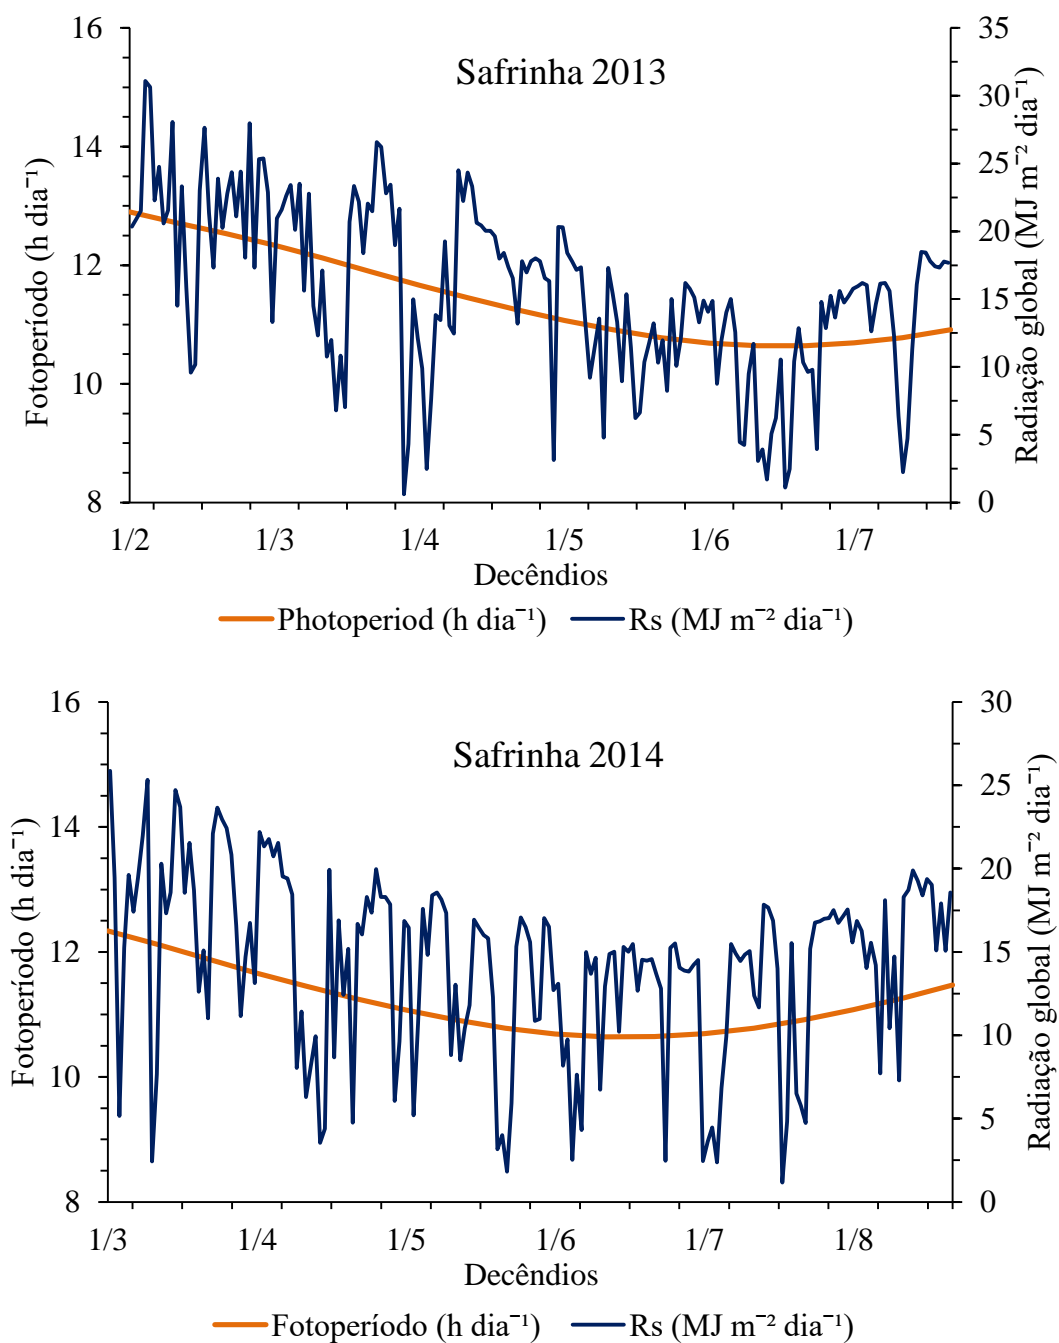 Safrinha 2013
Fotoperíodo (h dia⁻¹)
16
14
12
10
8
35
30
25
20
15
10
5
0
Radiação global (MJ m⁻² dia⁻¹)
1/2 1/3 1/4 1/5 1/6 1/7
Decêndios
Photoperiod (h dia⁻¹) Rs (MJ m⁻² dia⁻¹)
Safrinha 2014
Fotoperíodo (h dia⁻¹)
16
14
12
10
8
30
25
20
15
10
5
0
Radiação global (MJ m⁻² dia⁻¹)
1/3 1/4 1/5 1/6 1/7 1/8
Decêndios
Fotoperíodo (h dia⁻¹) Rs (MJ m⁻² dia⁻¹)